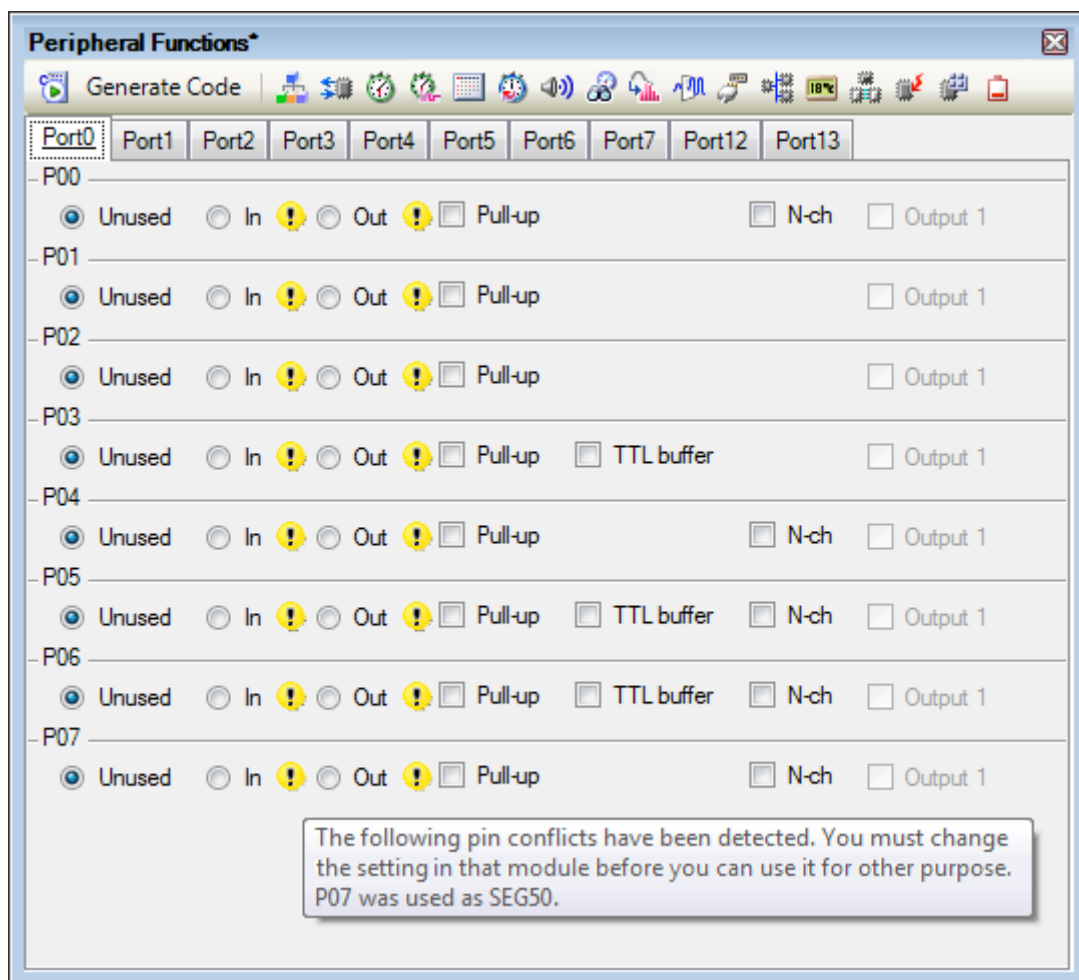 Peripheral Functions*
Generate Code
Port0 Port1 Port2 Port3 Port4 Port5 Port6 Port7 Port12 Port13
P00
Unused In Out Pull-up N-ch Output 1
P01
Unused In Out Pull-up Output 1
P02
Unused In Out Pull-up Output 1
P03
Unused In Out Pull-up TTL buffer Output 1
P04
Unused In Out Pull-up N-ch Output 1
P05
Unused In Out Pull-up TTL buffer N-ch Output 1
P06
Unused In Out Pull-up TTL buffer N-ch Output 1
P07
Unused In Out Pull-up N-ch Output 1
The following pin conflicts have been detected. You must change
the setting in that module before you can use it for other purpose.
P07 was used as SEG50.